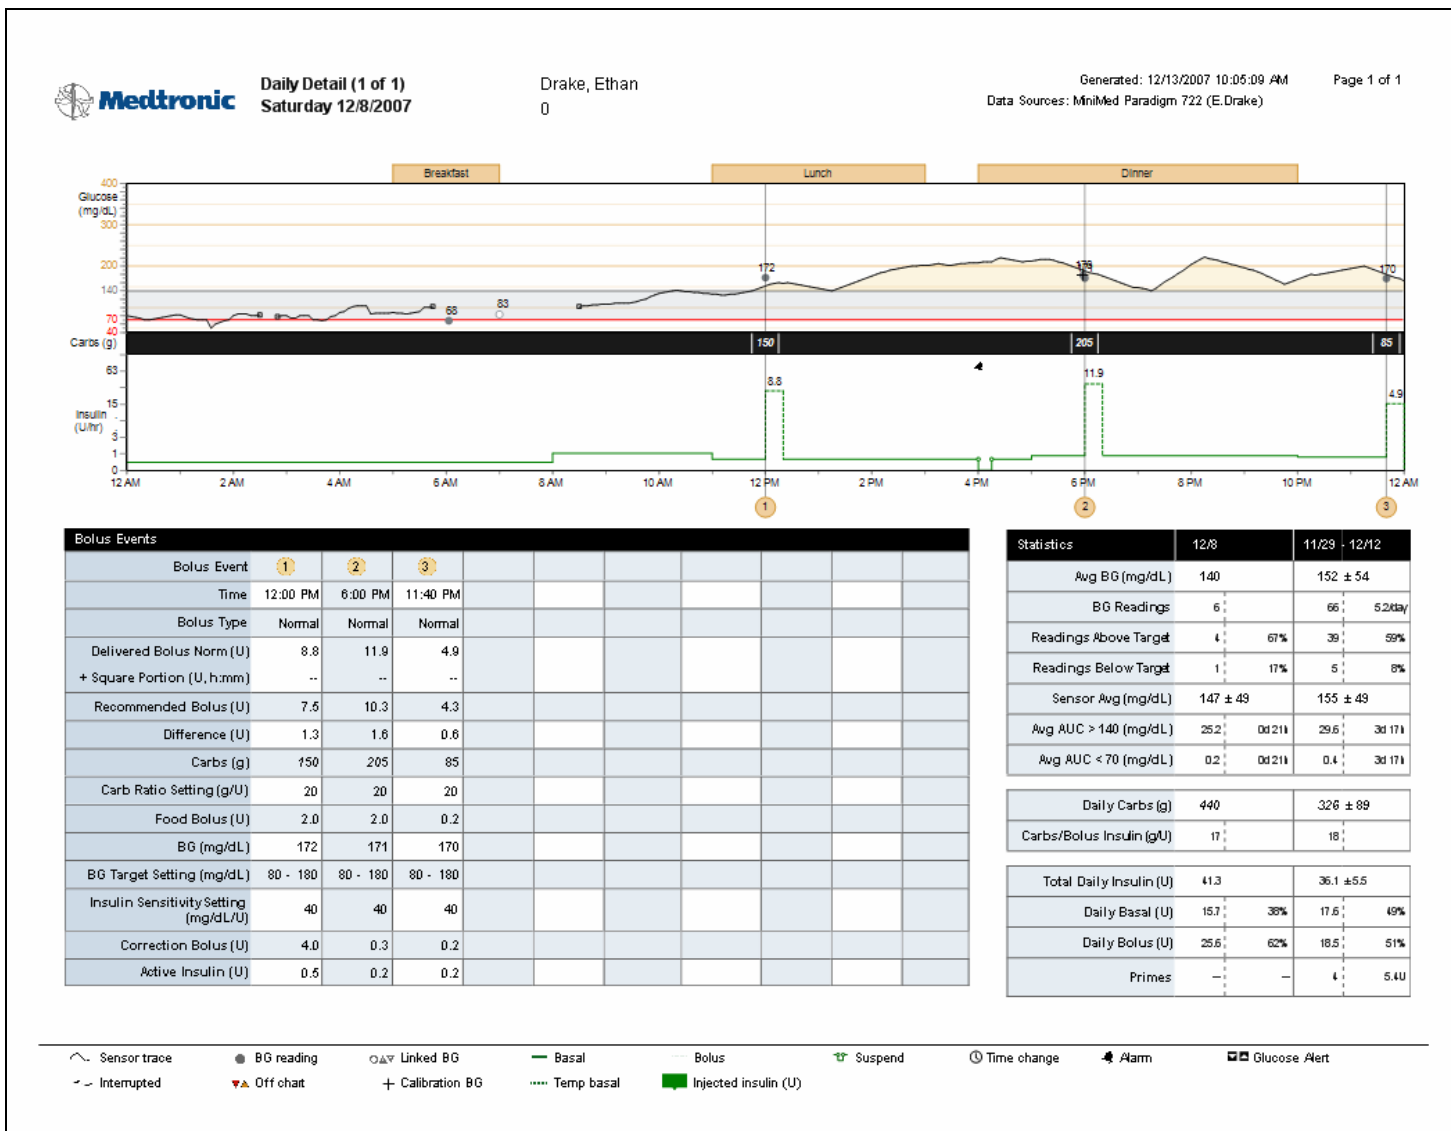 Medtronic
Daily Detail (1 of 1)
Saturday 12/8/2007
Drake, Ethan
0
Generated: 12/13/2007 10:05:09 AM
Page 1 of 1
Data Sources: MiniMed Paradigm 722 (E.Drake)
Breakfast Lunch Dinner
400
Glucose
(mg/dL)
300
200
140
70
40
172
170
68
83
Carbs (g) 150 205 85
63
15
Insulin
(U/hr)
3
1
0
8.8
11.9
4.9
12 AM 2 AM 4 AM 6 AM 8 AM 10 AM 12 PM 2 PM 4 PM 6 PM 8 PM 10 PM 12 AM
1 2 3
Bolus Events
Bolus Event 1 2 3
Time 12:00 PM 6:00 PM 11:40 PM
Bolus Type Normal Normal Normal
Delivered Bolus Norm (U) 8.8 11.9 4.9
+ Square Portion (U, h:mm) -- -- --
Recommended Bolus (U) 7.5 10.3 4.3
Difference (U) 1.3 1.6 0.6
Carbs (g) 150 205 85
Carb Ratio Setting (g/U) 20 20 20
Food Bolus (U) 2.0 2.0 0.2
BG (mg/dL) 172 171 170
BG Target Setting (mg/dL) 80 - 180 80 - 180 80 - 180
Insulin Sensitivity Setting
(mg/dL/U) 40 40 40
Correction Bolus (U) 4.0 0.3 0.2
Active Insulin (U) 0.5 0.2 0.2
Statistics 12/8 11/29 - 12/12
Avg BG (mg/dL) 140 152 ± 54
BG Readings 6 66 5.2/day
Readings Above Target 4 67% 39 59%
Readings Below Target 1 17% 5 8%
Sensor Avg (mg/dL) 147 ± 49 155 ± 49
Avg AUC > 140 (mg/dL) 25.2 0d 21h 29.6 3d 17h
Avg AUC < 70 (mg/dL) 0.2 0d 21h 0.4 3d 17h
Daily Carbs (g) 440 326 ± 89
Carbs/Bolus Insulin (g/U) 17 18
Total Daily Insulin (U) 41.3 36.1 ±5.5
Daily Basal (U) 15.7 38% 17.6 49%
Daily Bolus (U) 25.6 62% 18.5 51%
Primes -- -- 4 5.4U
Sensor trace BG reading Linked BG Basal Bolus Suspend Time change Alarm Glucose Alert
Interrupted Off chart Calibration BG Temp basal Injected insulin (U)